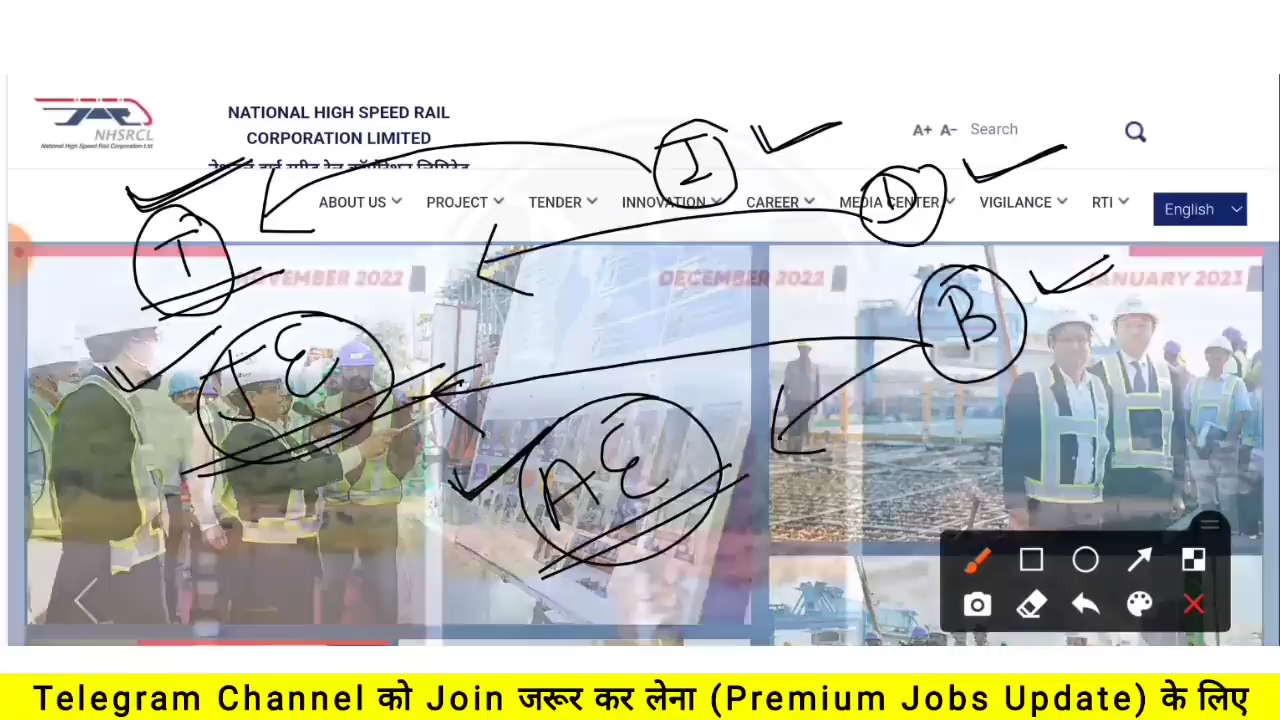 NHSRCL
National High Speed Rail Corporation Ltd
NATIONAL HIGH SPEED RAIL
CORPORATION LIMITED
A+ A- Search
ABOUT US PROJECT TENDER INNOVATION CAREER MEDIA CENTER VIGILANCE RTI English
DECEMBER 2022
2022
2023
I
D
T
B
JE
AE
Telegram Channel को Join जरूर कर लेना (Premium Jobs Update) के लिए